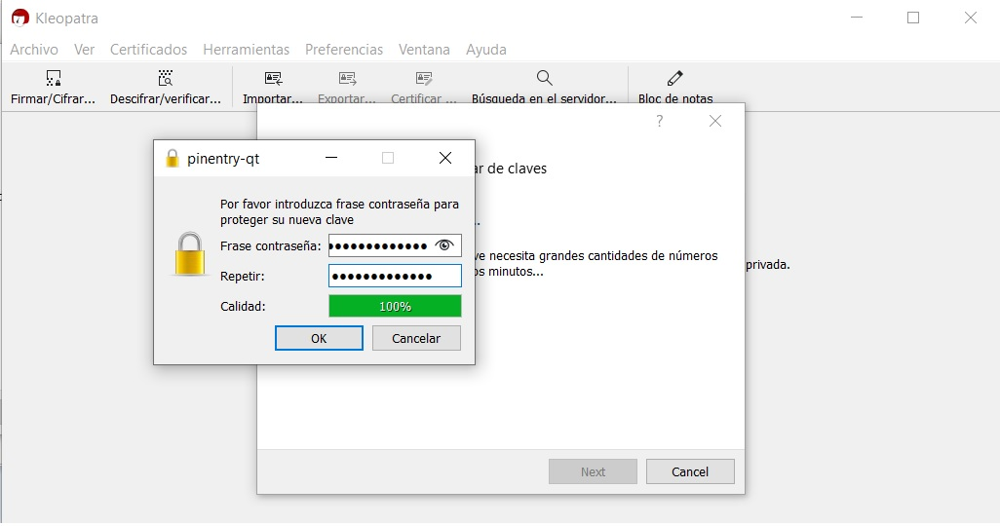 Kleopatra
Archivo Ver Certificados Herramientas Preferencias Ventana Ayuda
Firmar/Cifrar... Descifrar/verificar... Importar... Exportar... Certificar ... Búsqueda en el servidor... Bloc de notas
?
pinentry-qt
ar de claves
Por favor introduzca frase contraseña para
proteger su nueva clave
..
Frase contraseña: ●●●●●●●●●●●●●
ve necesita grandes cantidades de números
privada.
os minutos...
Repetir: ●●●●●●●●●●●●●
Calidad: 100%
OK Cancelar
Next Cancel